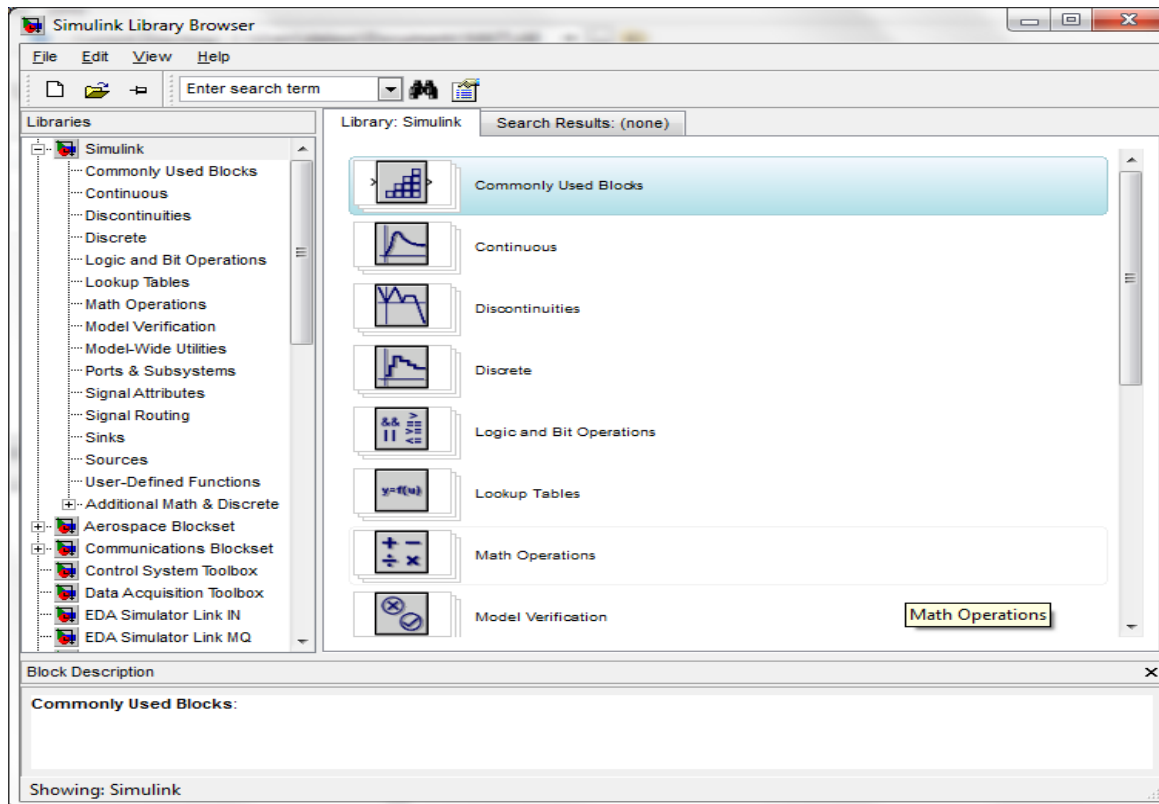 Simulink Library Browser
File Edit View Help
Enter search term
Libraries
Library: Simulink Search Results: (none)
Simulink
Commonly Used Blocks
Continuous
Discontinuities
Discrete
Logic and Bit Operations
Lookup Tables
Math Operations
Model Verification
Model-Wide Utilities
Ports & Subsystems
Signal Attributes
Signal Routing
Sinks
Sources
User-Defined Functions
Additional Math & Discrete
Aerospace Blockset
Communications Blockset
Control System Toolbox
Data Acquisition Toolbox
EDA Simulator Link IN
EDA Simulator Link MQ
Commonly Used Blocks
Continuous
Discontinuities
Discrete
&& > ==
|| >= <=
Logic and Bit Operations
y=f(u)
Lookup Tables
+ −
÷ ×
Math Operations
Model Verification
Math Operations
Block Description
Commonly Used Blocks:
Showing: Simulink